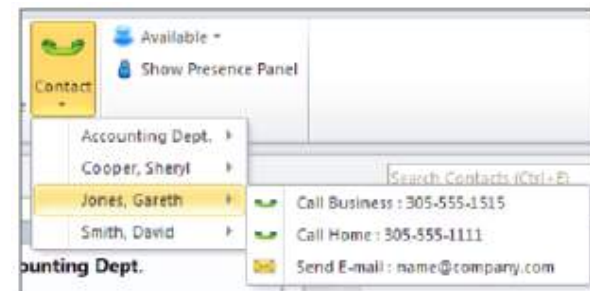 Available
Show Presence Panel
Contact
Accounting Dept.
Cooper, Sheryl
Search Contacts (Ctrl+E)
Jones, Gareth
Call Business : 305-555-1515
Smith, David
Call Home : 305-555-1111
ounting Dept.
Send E-mail : name@company.com